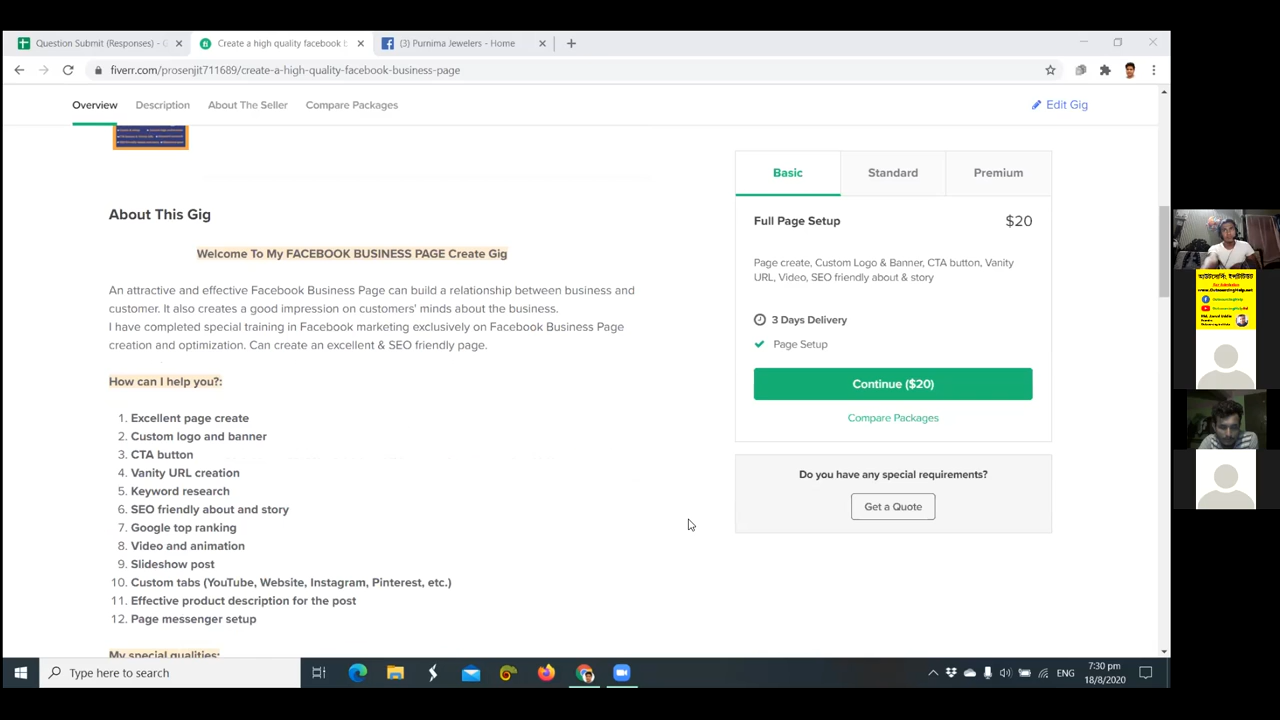 Question Submit (Responses) - G
Create a high quality facebook b
(3) Purnima Jewelers - Home
fiverr.com/prosenjit711689/create-a-high-quality-facebook-business-page
Overview
Description
About The Seller
Compare Packages
Edit Gig
About This Gig
Welcome To My FACEBOOK BUSINESS PAGE Create Gig
An attractive and effective Facebook Business Page can build a relationship between business and
customer. It also creates a good impression on customers' minds about the business.
I have completed special training in Facebook marketing exclusively on Facebook Business Page
creation and optimization. Can create an excellent & SEO friendly page.
How can I help you?:
1. Excellent page create
2. Custom logo and banner
3. CTA button
4. Vanity URL creation
5. Keyword research
6. SEO friendly about and story
7. Google top ranking
8. Video and animation
9. Slideshow post
10. Custom tabs (YouTube, Website, Instagram, Pinterest, etc.)
11. Effective product description for the post
12. Page messenger setup
My special qualities:
Basic
Standard
Premium
Full Page Setup
$20
Page create, Custom Logo & Banner, CTA button, Vanity
URL, Video, SEO friendly about & story
3 Days Delivery
Page Setup
Continue ($20)
Compare Packages
Do you have any special requirements?
Get a Quote
www.OutsourcingHelp.net
Type here to search
ENG
7:30 pm
18/8/2020